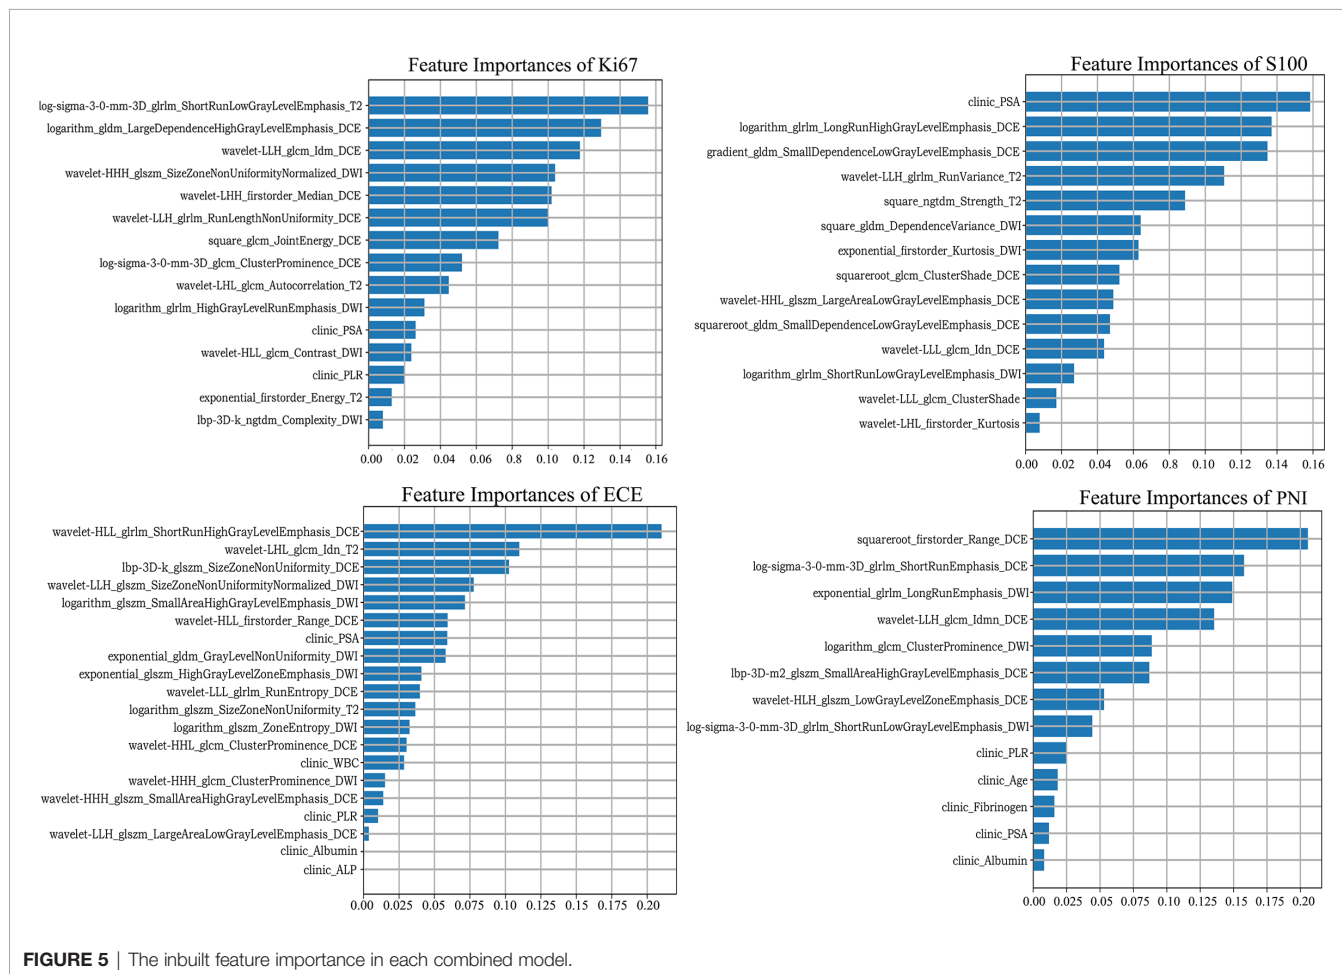 Feature Importances of Ki67
log-sigma-3-0-mm-3D_glrlm_ShortRunLowGrayLevelEmphasis_T2
logarithm_gldm_LargeDependenceHighGrayLevelEmphasis_DCE
wavelet-LLH_glcm_Idm_DCE
wavelet-HHH_glszm_SizeZoneNonUniformityNormalized_DWI
wavelet-LHH_firstorder_Median_DCE
wavelet-LLH_glrlm_RunLengthNonUniformity_DCE
square_glcm_JointEnergy_DCE
log-sigma-3-0-mm-3D_glcm_ClusterProminence_DCE
wavelet-LHL_glcm_Autocorrelation_T2
logarithm_glrlm_HighGrayLevelRunEmphasis_DWI
clinic_PSA
wavelet-HLL_glcm_Contrast_DWI
clinic_PLR
exponential_firstorder_Energy_T2
lbp-3D-k_ngtdm_Complexity_DWI
0.00 0.02 0.04 0.06 0.08 0.10 0.12 0.14 0.16
Feature Importances of S100
clinic_PSA
logarithm_glrlm_LongRunHighGrayLevelEmphasis_DCE
gradient_gldm_SmallDependenceLowGrayLevelEmphasis_DCE
wavelet-LLH_glrlm_RunVariance_T2
square_ngtdm_Strength_T2
square_gldm_DependenceVariance_DWI
exponential_firstorder_Kurtosis_DWI
squareroot_glcm_ClusterShade_DCE
wavelet-HHL_glszm_LargeAreaLowGrayLevelEmphasis_DCE
squareroot_gldm_SmallDependenceLowGrayLevelEmphasis_DCE
wavelet-LLL_glcm_Idn_DCE
logarithm_glrlm_ShortRunLowGrayLevelEmphasis_DWI
wavelet-LLL_glcm_ClusterShade
wavelet-LHL_firstorder_Kurtosis
0.00 0.02 0.04 0.06 0.8 0.10 0.12 0.14 0.16
Feature Importances of ECE
wavelet-HLL_glrlm_ShortRunHighGrayLevelEmphasis_DCE
wavelet-LHL_glcm_Idn_T2
lbp-3D-k_glszm_SizeZoneNonUniformity_DCE
wavelet-LLH_glszm_SizeZoneNonUniformityNormalized_DWI
logarithm_glszm_SmallAreaHighGrayLevelEmphasis_DWI
wavelet-HLL_firstorder_Range_DCE
clinic_PSA
exponential_gldm_GrayLevelNonUniformity_DWI
exponential_glszm_HighGrayLevelZoneEmphasis_DWI
wavelet-LLL_glrlm_RunEntropy_DCE
logarithm_glszm_SizeZoneNonUniformity_T2
logarithm_glszm_ZoneEntropy_DWI
wavelet-HHL_glcm_ClusterProminence_DCE
clinic_WBC
wavelet-HHH_glcm_ClusterProminence_DWI
wavelet-HHH_glszm_SmallAreaHighGrayLevelEmphasis_DCE
clinic_PLR
wavelet-LLH_glszm_LargeAreaLowGrayLevelEmphasis_DCE
clinic_Albumin
clinic_ALP
0.00 0.025 0.05 0.075 0.10 0.125 0.15 0.175 0.20
Feature Importances of PNI
squareroot_firstorder_Range_DCE
log-sigma-3-0-mm-3D_glrlm_ShortRunEmphasis_DCE
exponential_glrlm_LongRunEmphasis_DWI
wavelet-LLH_glcm_Idmn_DCE
logarithm_glcm_ClusterProminence_DWI
lbp-3D-m2_glszm_SmallAreaHighGrayLevelEmphasis_DCE
wavelet-HLH_glszm_LowGrayLevelZoneEmphasis_DCE
log-sigma-3-0-mm-3D_glrlm_ShortRunLowGrayLevelEmphasis_DWI
clinic_PLR
clinic_Age
clinic_Fibrinogen
clinic_PSA
clinic_Albumin
0.00 0.025 0.05 0.075 0.10 0.125 0.15 0.175 0.20
FIGURE 5 | The inbuilt feature importance in each combined model.